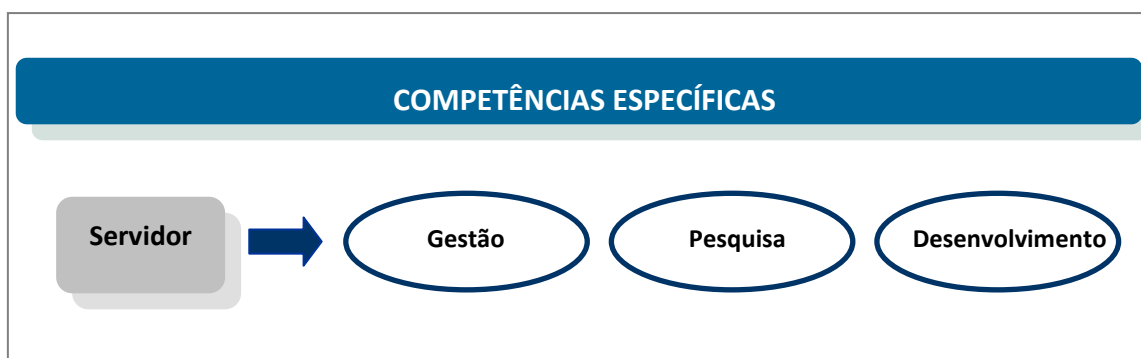 COMPETÊNCIAS ESPECÍFICAS
Servidor
Gestão
Pesquisa
Desenvolvimento